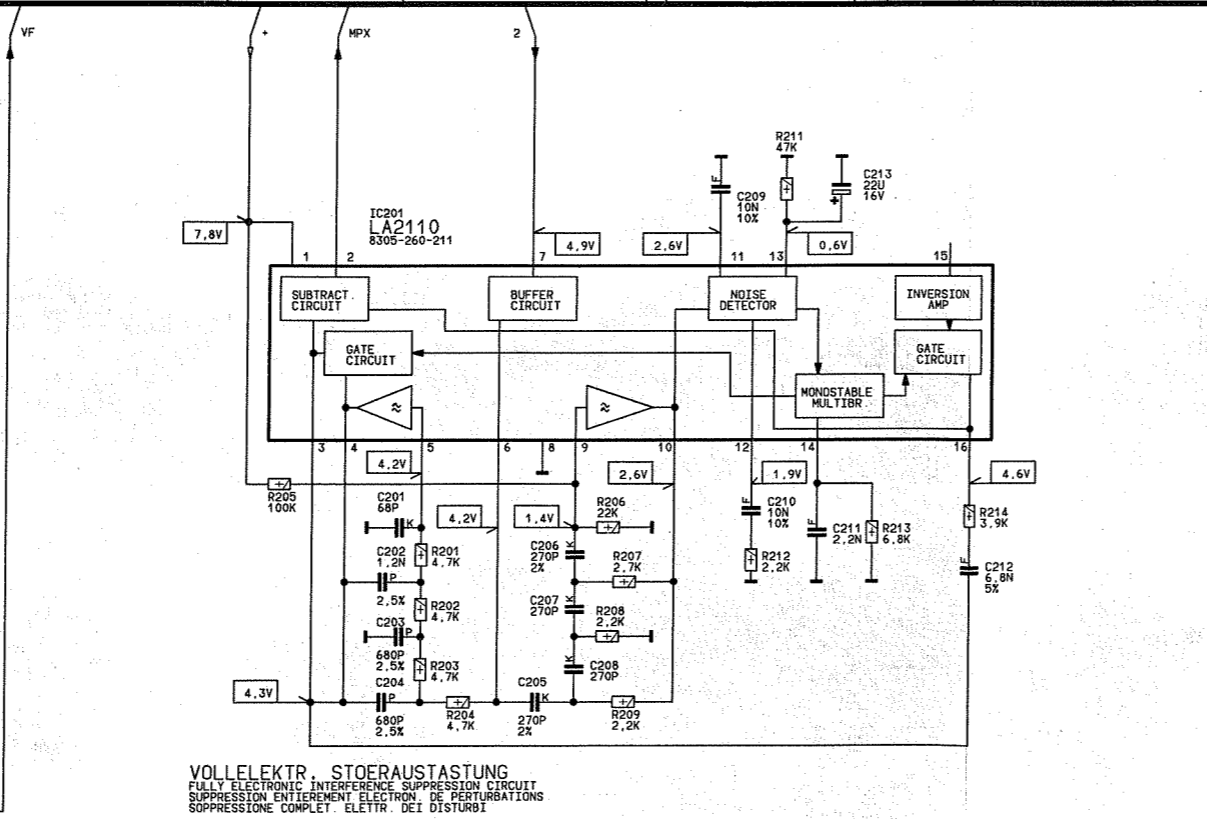 VF
+
MPX
2
R211
47K
C209
10N
10%
C213
22U
16V
+
IC201
LA2110
8305-260-211
7,8V
4,9V
2,6V
0,6V
1
2
7
11
13
15
SUBTRACT.
CIRCUIT
BUFFER
CIRCUIT
NOISE
DETECTOR
INVERSION
AMP
GATE
CIRCUIT
GATE
CIRCUIT
MONOSTABLE
MULTIBR.
≈
≈
3
4
5
6
8
9
10
12
14
16
4,2V
2,6V
1,9V
4,6V
R205
100K
C201
68P
K
4,2V
1,4V
R206
22K
F
C210
10N
10%
R214
3,9K
C202
1,2N
P
2,5%
R201
4,7K
C206
270P
2%
K
R207
2,7K
R212
2,2K
F
C211
2,2N
R213
6,8K
F
C212
6,8N
5%
C203
P
680P
2,5%
R202
4,7K
C207
270P
K
R208
2,2K
R203
4,7K
K
C208
270P
4,3V
C204
P
680P
2,5%
R204
4,7K
C205
K
270P
2%
R209
2,2K
VOLLELEKTR. STOERAUSTASTUNG
FULLY ELECTRONIC INTERFERENCE SUPPRESSION CIRCUIT
SUPPRESSION ENTIEREMENT ELECTRON. DE PERTURBATIONS
SOPPRESSIONE COMPLET. ELETTR. DEI DISTURBI